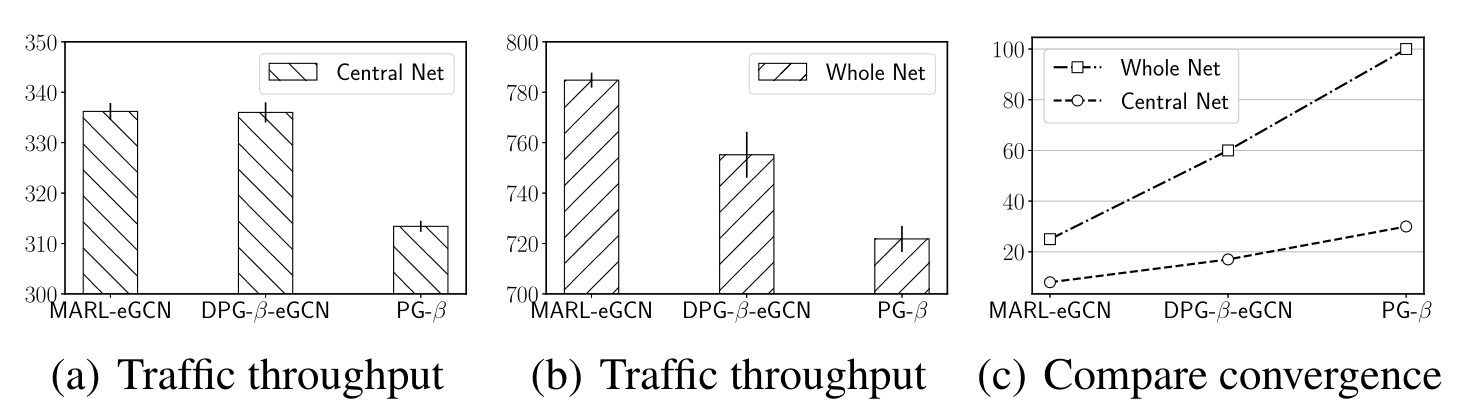 350
340
330
320
310
300
Central Net
MARL-eGCN DPG-β-eGCN PG-β
(a) Traffic throughput
800
780
760
740
720
700
Whole Net
MARL-eGCN DPG-β-eGCN PG-β
(b) Traffic throughput
100
80
60
40
20
Whole Net
Central Net
MARL-eGCN DPG-β-eGCN PG-β
(c) Compare convergence